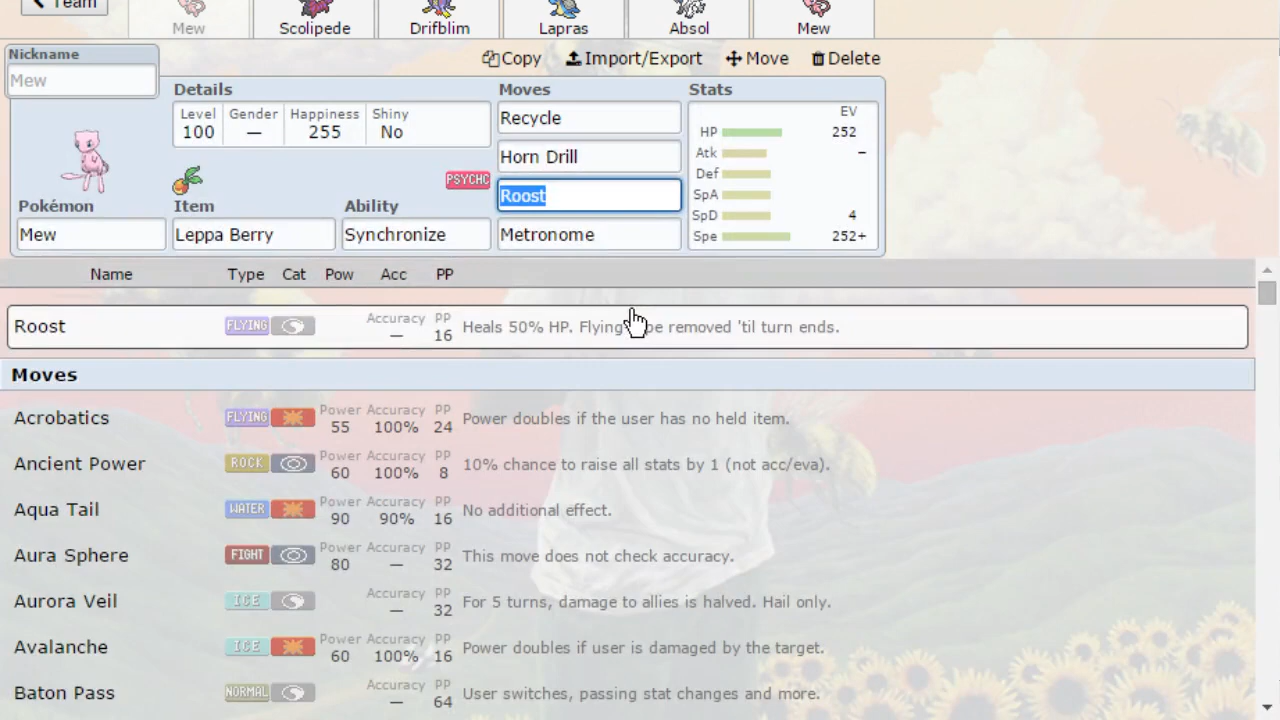 Team
Mew
Scolipede
Drifblim
Lapras
Absol
Mew
Nickname
Mew
Copy
Import/Export
Move
Delete
Details
Moves
Stats
Level
Gender
Happiness
Shiny
100
—
255
No
Recycle
Horn Drill
Roost
Metronome
EV
HP 252
Atk –
Def
SpA
SpD 4
Spe 252+
PSYCHC
Pokémon
Item
Ability
Mew
Leppa Berry
Synchronize
Name Type Cat Pow Acc PP
Roost FLYING Accuracy — PP 16 Heals 50% HP. Flying be removed 'til turn ends.
Moves
Acrobatics FLYING Power 55 Accuracy 100% PP 24 Power doubles if the user has no held item.
Ancient Power ROCK Power 60 Accuracy 100% PP 8 10% chance to raise all stats by 1 (not acc/eva).
Aqua Tail WATER Power 90 Accuracy 90% PP 16 No additional effect.
Aura Sphere FIGHT Power 80 Accuracy — PP 32 This move does not check accuracy.
Aurora Veil ICE Accuracy — PP 32 For 5 turns, damage to allies is halved. Hail only.
Avalanche ICE Power 60 Accuracy 100% PP 16 Power doubles if user is damaged by the target.
Baton Pass NORMAL Accuracy — PP 64 User switches, passing stat changes and more.